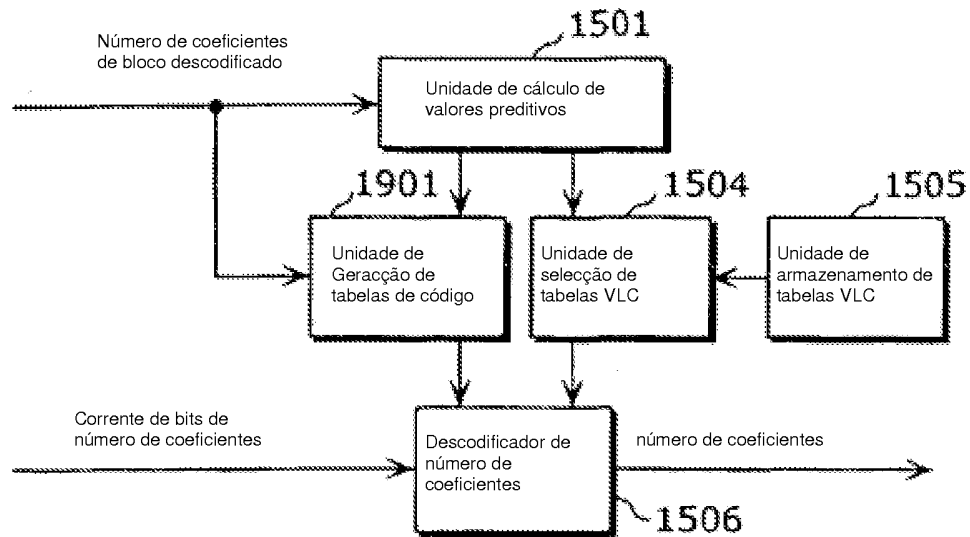 1501
Número de coeficientes
de bloco descodificado
Unidade de cálculo de
valores preditivos
1901
1504
1505
Unidade de
Geracção de
tabelas de código
Unidade de
selecção de
tabelas VLC
Unidade de
armazenamento de
tabelas VLC
Corrente de bits de
número de coeficientes
Descodificador de
número de
coeficientes
número de coeficientes
1506